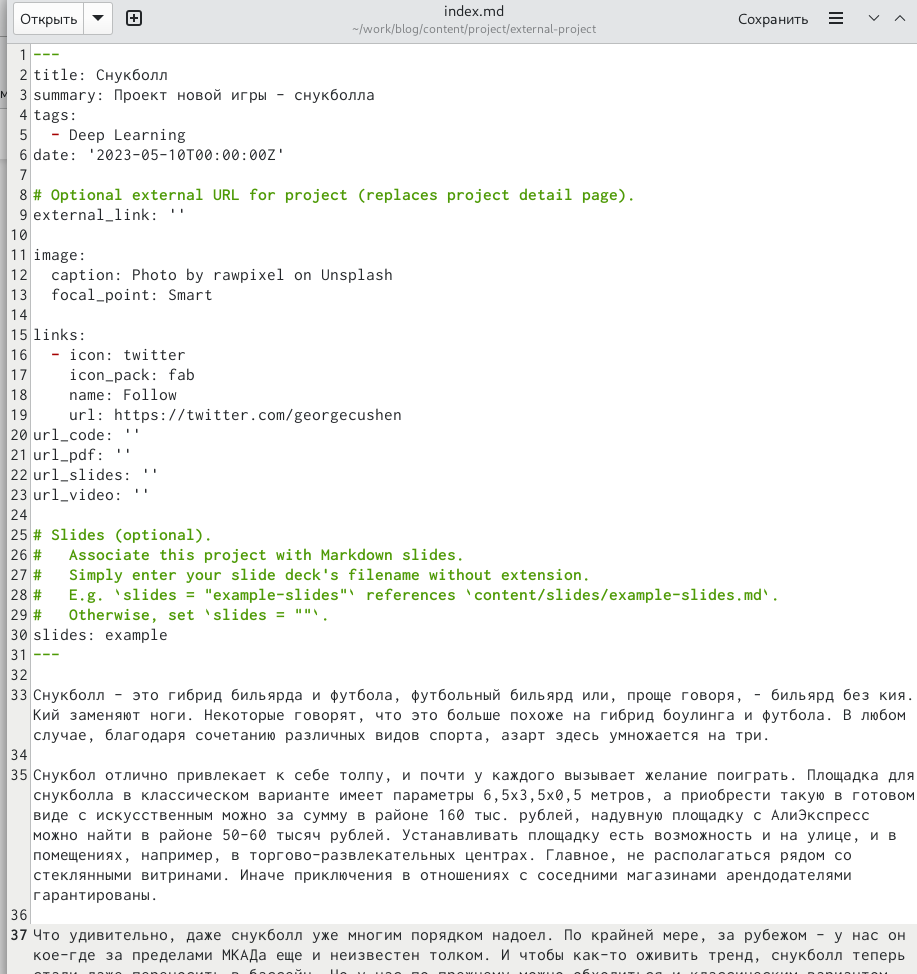 Открыть
index.md
~/work/blog/content/project/external-project
Сохранить
1 ---
2 title: Снукболл
3 summary: Проект новой игры - снукболла
4 tags:
5   - Deep Learning
6 date: '2023-05-10T00:00:00Z'
7
8 # Optional external URL for project (replaces project detail page).
9 external_link: ''
10
11 image:
12   caption: Photo by rawpixel on Unsplash
13   focal_point: Smart
14
15 links:
16   - icon: twitter
17     icon_pack: fab
18     name: Follow
19     url: https://twitter.com/georgecushen
20 url_code: ''
21 url_pdf: ''
22 url_slides: ''
23 url_video: ''
24
25 # Slides (optional).
26 #   Associate this project with Markdown slides.
27 #   Simply enter your slide deck's filename without extension.
28 #   E.g. `slides = "example-slides"` references `content/slides/example-slides.md`.
29 #   Otherwise, set `slides = ""`.
30 slides: example
31 ---
32
33 Снукболл - это гибрид бильярда и футбола, футбольный бильярд или, проще говоря, - бильярд без кия.
Кий заменяют ноги. Некоторые говорят, что это больше похоже на гибрид боулинга и футбола. В любом
случае, благодаря сочетанию различных видов спорта, азарт здесь умножается на три.
34
35 Снукбол отлично привлекает к себе толпу, и почти у каждого вызывает желание поиграть. Площадка для
снукболла в классическом варианте имеет параметры 6,5х3,5х0,5 метров, а приобрести такую в готовом
виде с искусственным можно за сумму в районе 160 тыс. рублей, надувную площадку с АлиЭкспресс
можно найти в районе 50-60 тысяч рублей. Устанавливать площадку есть возможность и на улице, и в
помещениях, например, в торгово-развлекательных центрах. Главное, не располагаться рядом со
стеклянными витринами. Иначе приключения в отношениях с соседними магазинами арендодателями
гарантированы.
36
37 Что удивительно, даже снукболл уже многим порядком надоел. По крайней мере, за рубежом - у нас он
кое-где за пределами МКАДа еще и неизвестен толком. И чтобы как-то оживить тренд, снукболл теперь